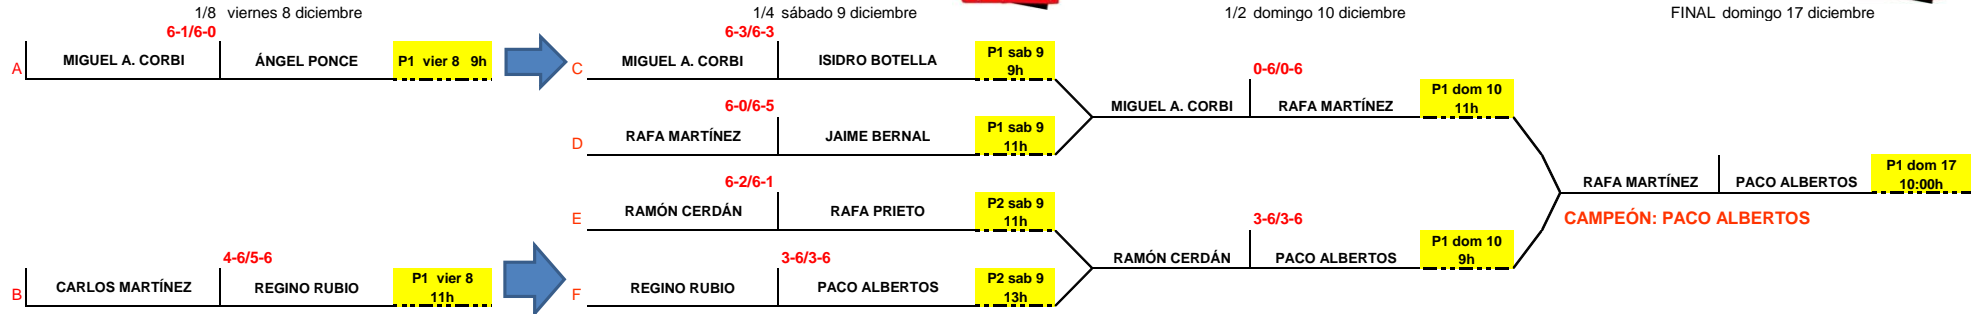 1/8 viernes 8 diciembre
1/4 sábado 9 diciembre
1/2 domingo 10 diciembre
FINAL domingo 17 diciembre
6-1/6-0
A MIGUEL A. CORBI ÁNGEL PONCE P1 vier 8 9h
6-3/6-3
C MIGUEL A. CORBI ISIDRO BOTELLA P1 sab 9
9h
6-0/6-5
D RAFA MARTÍNEZ JAIME BERNAL P1 sab 9
11h
0-6/0-6
MIGUEL A. CORBI RAFA MARTÍNEZ P1 dom 10
11h
6-2/6-1
E RAMÓN CERDÁN RAFA PRIETO P2 sab 9
11h
RAFA MARTÍNEZ PACO ALBERTOS P1 dom 17
10:00h
CAMPEÓN: PACO ALBERTOS
4-6/5-6
B CARLOS MARTÍNEZ REGINO RUBIO P1 vier 8
11h
3-6/3-6
F REGINO RUBIO PACO ALBERTOS P2 sab 9
13h
3-6/3-6
RAMÓN CERDÁN PACO ALBERTOS P1 dom 10
9h